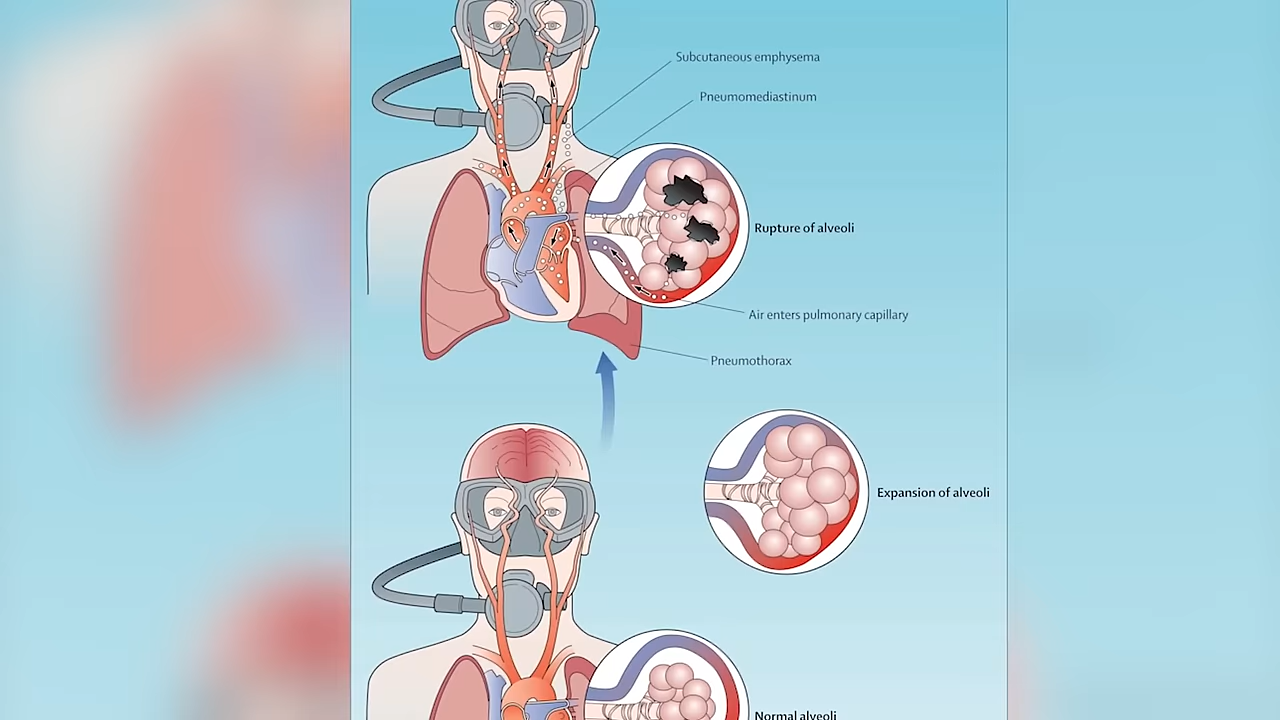 Subcutaneous emphysema
Pneumomediastinum
Rupture of alveoli
Air enters pulmonary capillary
Pneumothorax
Expansion of alveoli
Normal alveoli